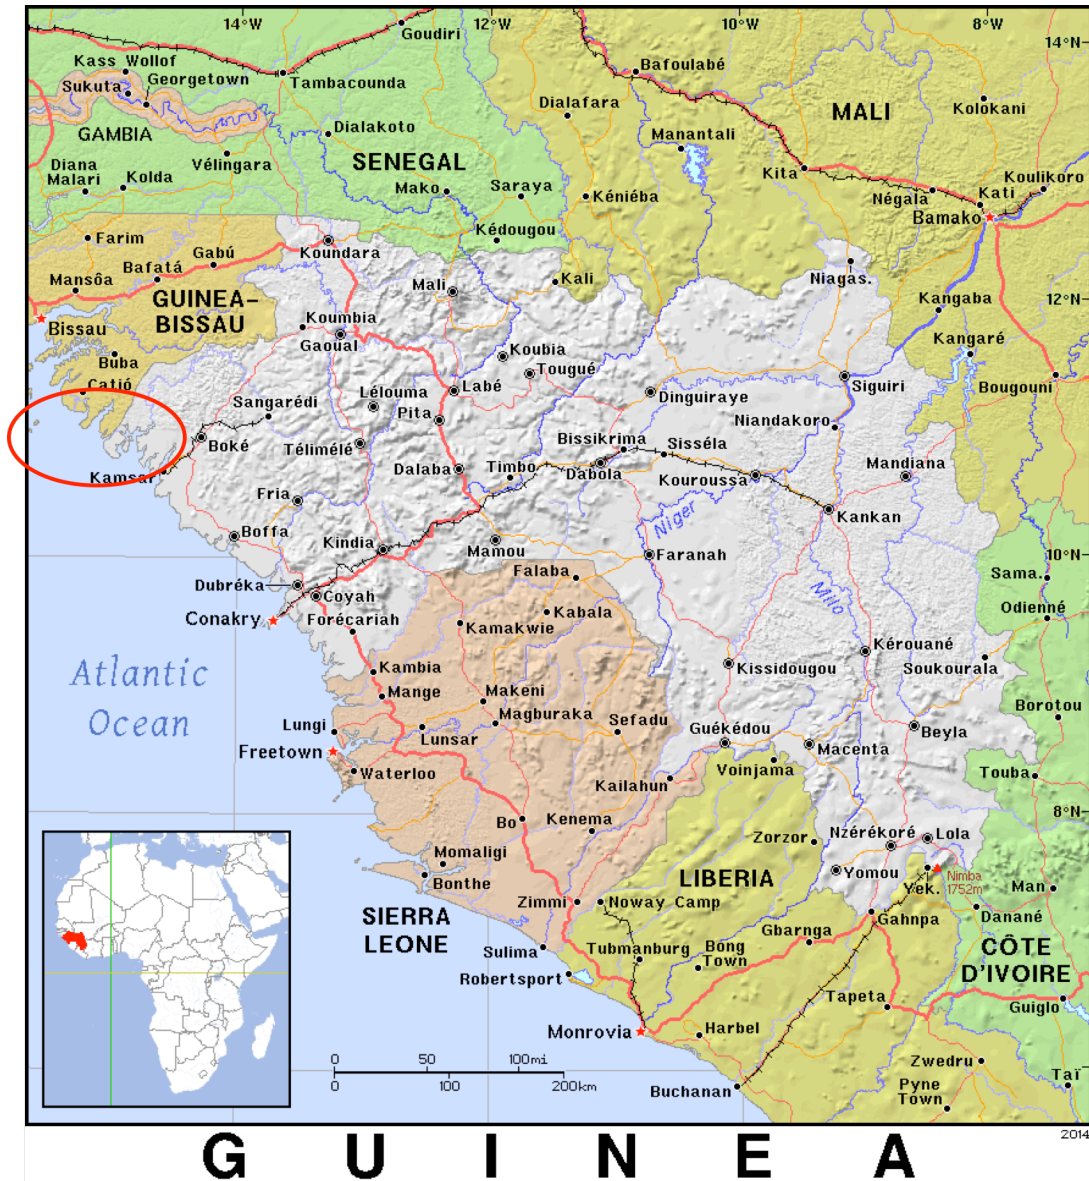 14°W
12°W
10°W
8°W
14°N
Goudiri
Kass Wollof
Georgetown
Sukuta
Tambacounda
Bafoulabé
MALI
Kolokani
Dialafara
GAMBIA
Dialakoto
Manantali
Vélingara
SENEGAL
Diana
Malari
Kolda
Mako
Saraya
Kéniéba
Kita
Négala
Kati
Koulikoro
Bamako
Farim
Gabú
Koundara
Kédougou
Bafatá
Mansôa
Mali
Kali
Niagas.
12°N
GUINEA-
BISSAU
Kangaba
Bissau
Koumbia
Gaoual
Kangaré
Buba
Koubia
Tougué
Catió
Lélouma
Labé
Siguiri
Bougouni
Sangarédi
Pita
Dinguiraye
Niandakoro
Boké
Télimélé
Bissikrima
Sisséla
Kamsar
Dalaba
Timbo
Dabola
Mandiana
Kouroussa
Fria
Niger
Kankan
Boffa
Kindia
Mamou
Faranah
10°N
Falaba
Sama.
Dubréka
Coyah
Milo
Kabala
Odienné
Conakry
Forécariah
Kamakwie
Kérouané
Kambia
Kissidougou
Soukourala
Atlantic
Ocean
Mange
Makeni
Magburaka
Sefadu
Borotou
Lungi
Lunsar
Guékédou
Beyla
Freetown
Macenta
Waterloo
Voinjama
Kailahun
Touba
8°N
Bo
Kenema
Zorzor
Nzérékoré
Lola
Momaligi
Yomou
Nimba
1752m
Bonthe
LIBERIA
Yek.
Man
SIERRA
LEONE
Zimmi
Noway Camp
Gahnpa
Danané
Sulima
Tubmanburg
Bong
Town
Gbarnga
CÔTE
D'IVOIRE
Robertsport
Tapeta
Guiglo
Monrovia
Harbel
0 50 100mi
0 100 200km
Zwedru
Buchanan
Pyne
Town
Taï
2014
GUINEA